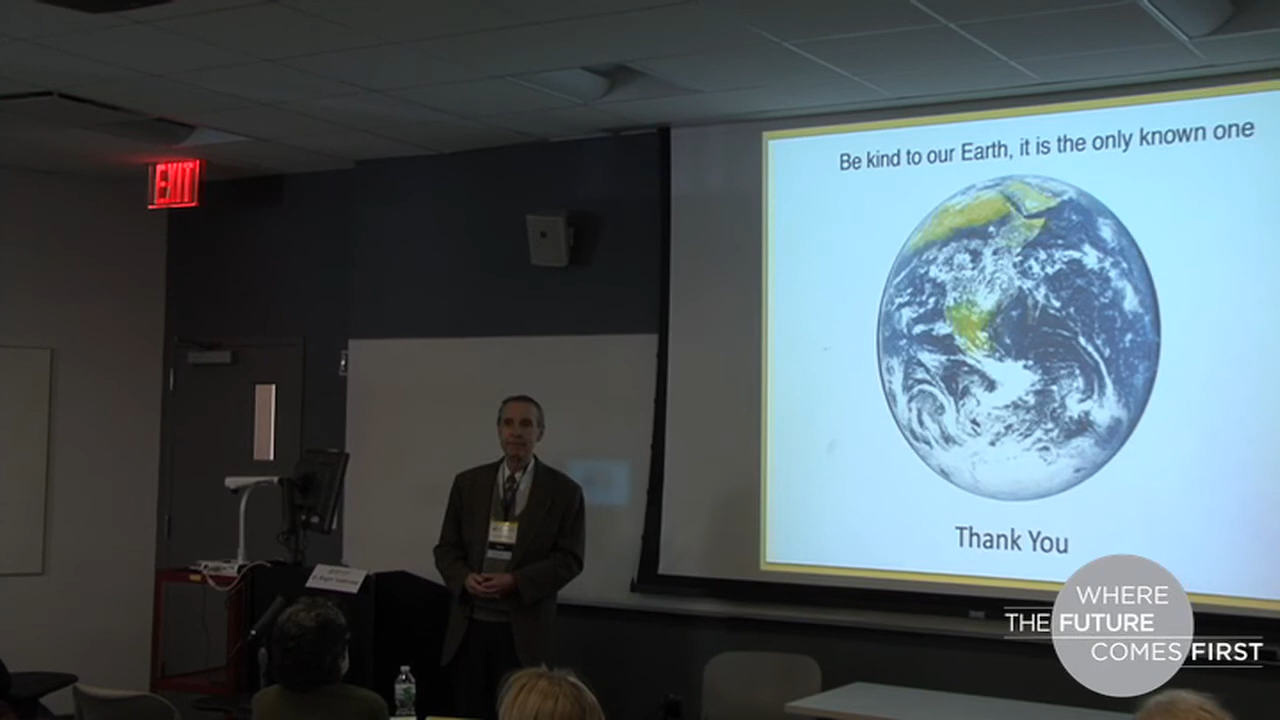 EXIT
Be kind to our Earth, it is the only known one
Thank You
WHERE
THE FUTURE
COMES FIRST